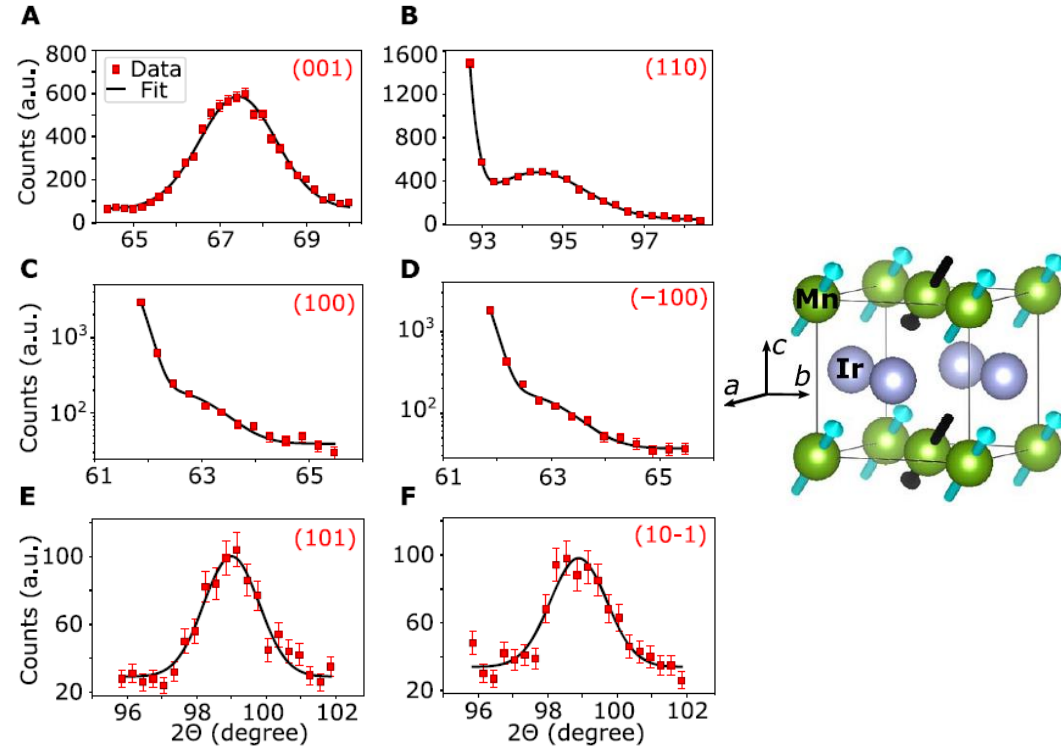 A
B
Counts (a.u.)
800
600
400
200
0
65
67
69
Data
Fit
(001)
1600
1200
800
400
0
93
95
97
(110)
C
D
Counts (a.u.)
10³
10²
61
63
65
(100)
10³
10²
61
63
65
(−100)
Mn
Ir
c
a
b
E
F
Counts (a.u.)
100
60
20
96
98
100
102
2Θ (degree)
(101)
100
60
20
96
98
100
102
2Θ (degree)
(10-1)